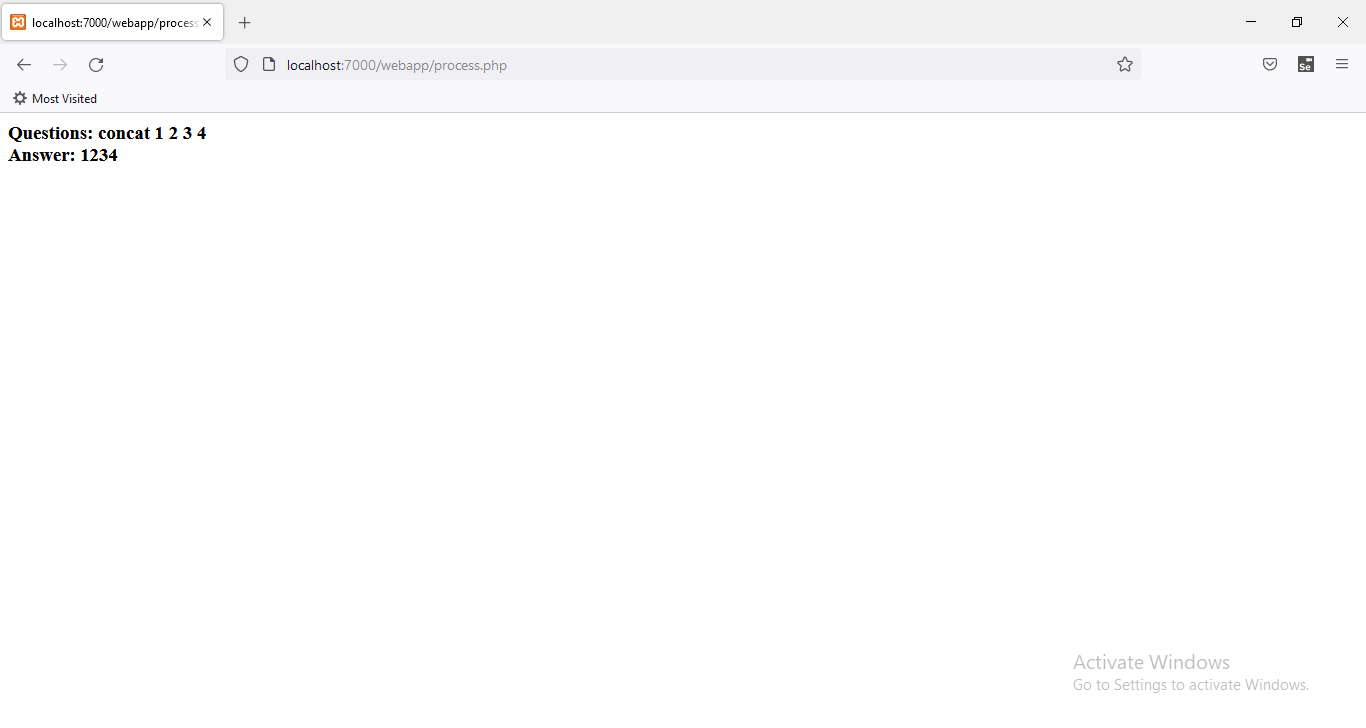 localhost:7000/webapp/process
localhost:7000/webapp/process.php
Se
Most Visited
Questions: concat 1 2 3 4
Answer: 1234
Activate Windows
Go to Settings to activate Windows.